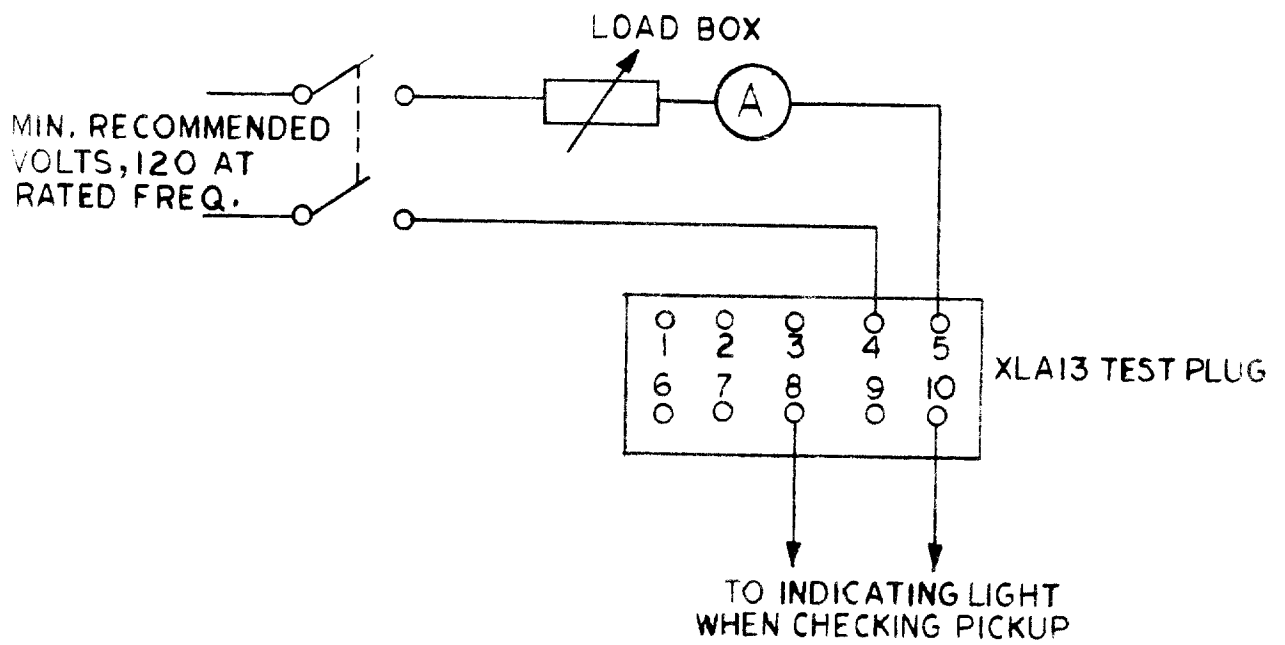 LOAD BOX
A
MIN. RECOMMENDED
VOLTS, 120 AT
RATED FREQ.
1 2 3 4 5
6 7 8 9 10
XLA13 TEST PLUG
TO INDICATING LIGHT
WHEN CHECKING PICKUP